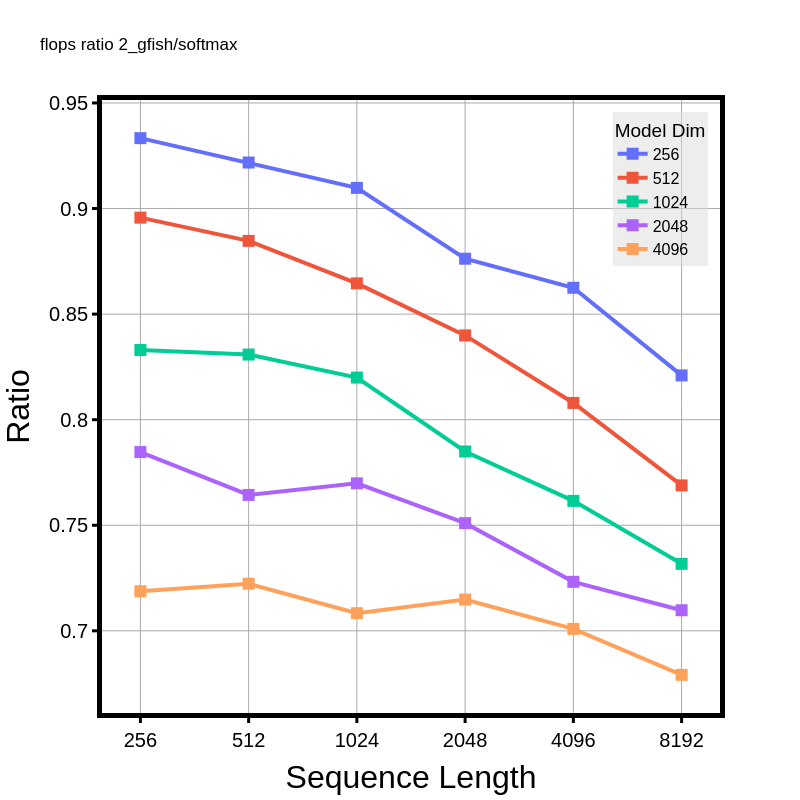 flops ratio 2_gfish/softmax
0.95
0.9
0.85
0.8
0.75
0.7
Ratio
Model Dim
256
512
1024
2048
4096
256 512 1024 2048 4096 8192
Sequence Length